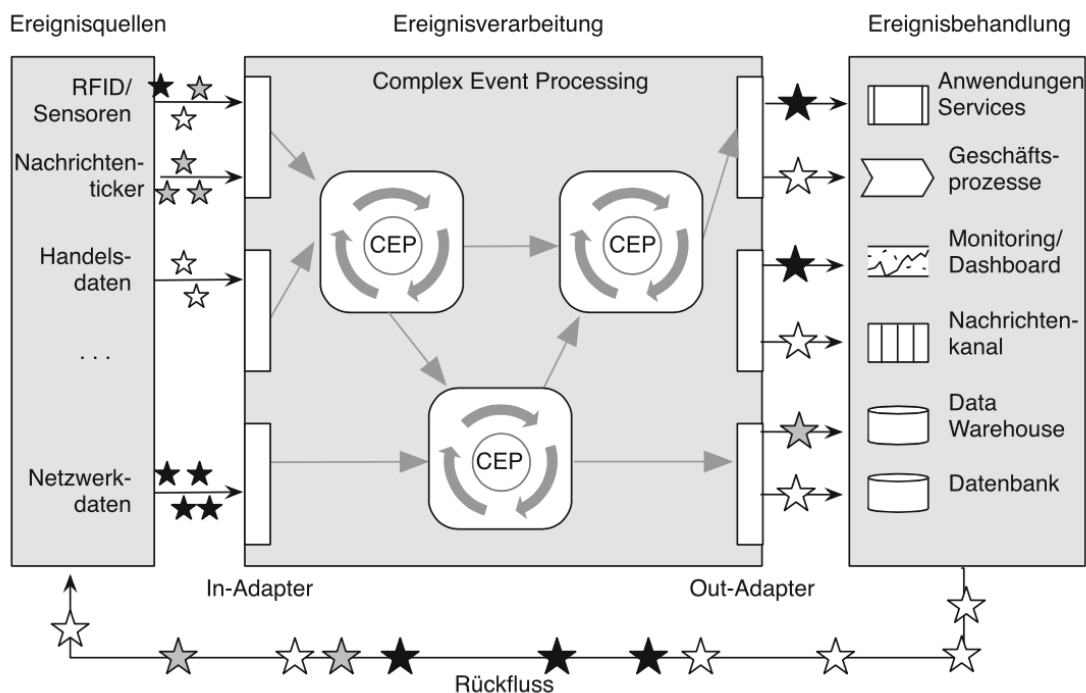 Ereignisquellen
Ereignisverarbeitung
Ereignisbehandlung
RFID/
Sensoren
Nachrichten-
ticker
Handels-
daten
. . .
Netzwerk-
daten
Complex Event Processing
CEP
CEP
CEP
Anwendungen
Services
Geschäfts-
prozesse
Monitoring/
Dashboard
Nachrichten-
kanal
Data
Warehouse
Datenbank
In-Adapter
Out-Adapter
Rückfluss